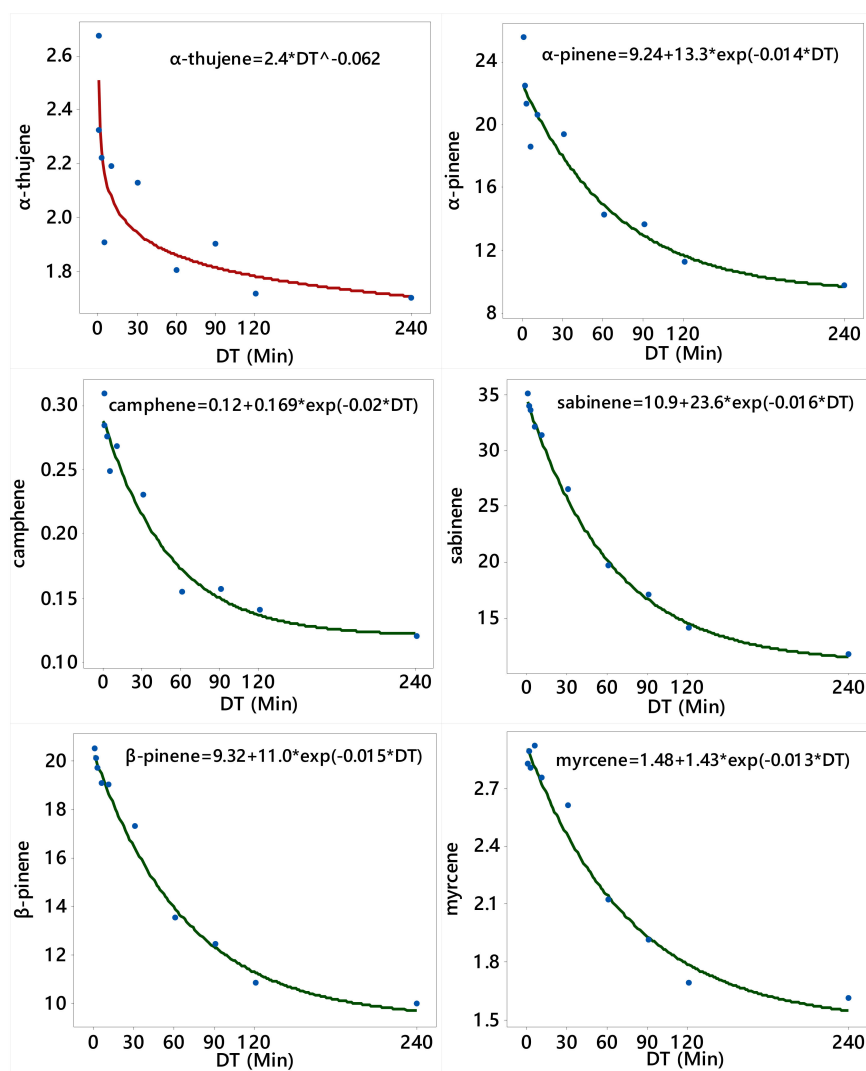 α-thujene=2.4*DT^-0.062
2.6
2.4
2.2
2.0
1.8
α-thujene
0 30 60 90 120 240
DT (Min)
α-pinene=9.24+13.3*exp(-0.014*DT)
24
20
16
12
8
α-pinene
0 30 60 90 120 240
DT (Min)
camphene=0.12+0.169*exp(-0.02*DT)
0.30
0.25
0.20
0.15
0.10
camphene
0 30 60 90 120 240
DT (Min)
sabinene=10.9+23.6*exp(-0.016*DT)
35
30
25
20
15
sabinene
0 30 60 90 120 240
DT (Min)
β-pinene=9.32+11.0*exp(-0.015*DT)
20
18
16
14
12
10
β-pinene
0 30 60 90 120 240
DT (Min)
myrcene=1.48+1.43*exp(-0.013*DT)
2.7
2.4
2.1
1.8
1.5
myrcene
0 30 60 90 120 240
DT (Min)